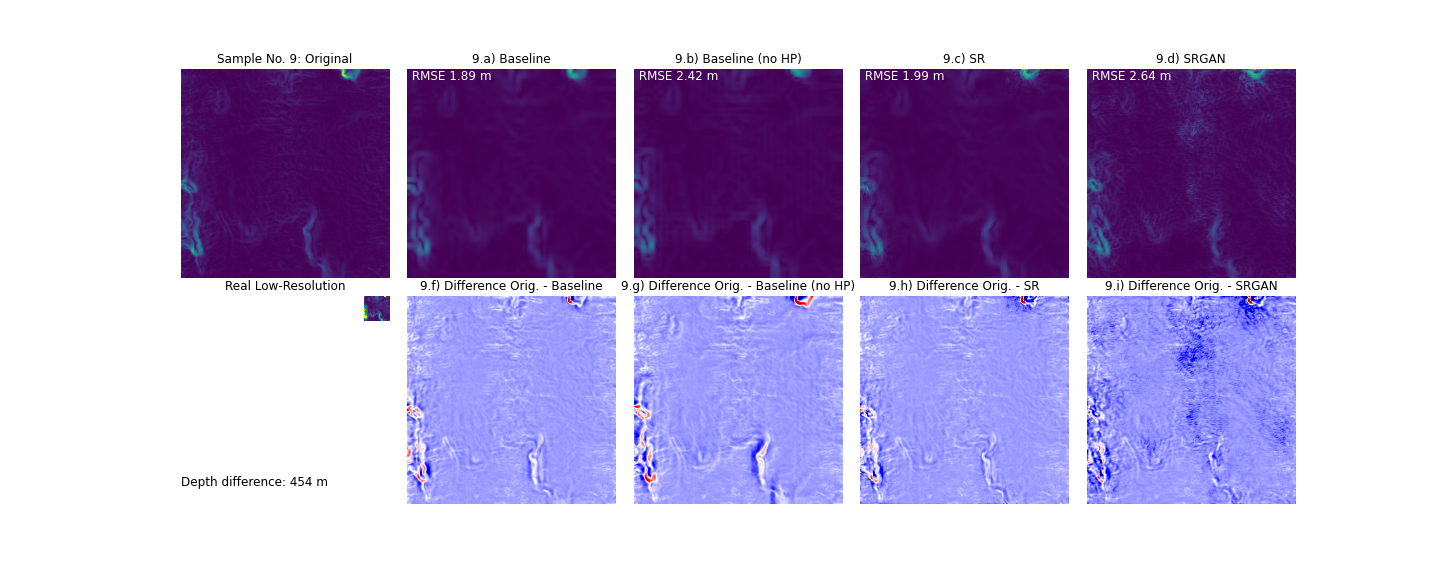 Sample No. 9: Original
9.a) Baseline
9.b) Baseline (no HP)
9.c) SR
9.d) SRGAN
RMSE 1.89 m
RMSE 2.42 m
RMSE 1.99 m
RMSE 2.64 m
Real Low-Resolution
9.f) Difference Orig. - Baseline
9.g) Difference Orig. - Baseline (no HP)
9.h) Difference Orig. - SR
9.i) Difference Orig. - SRGAN
Depth difference: 454 m